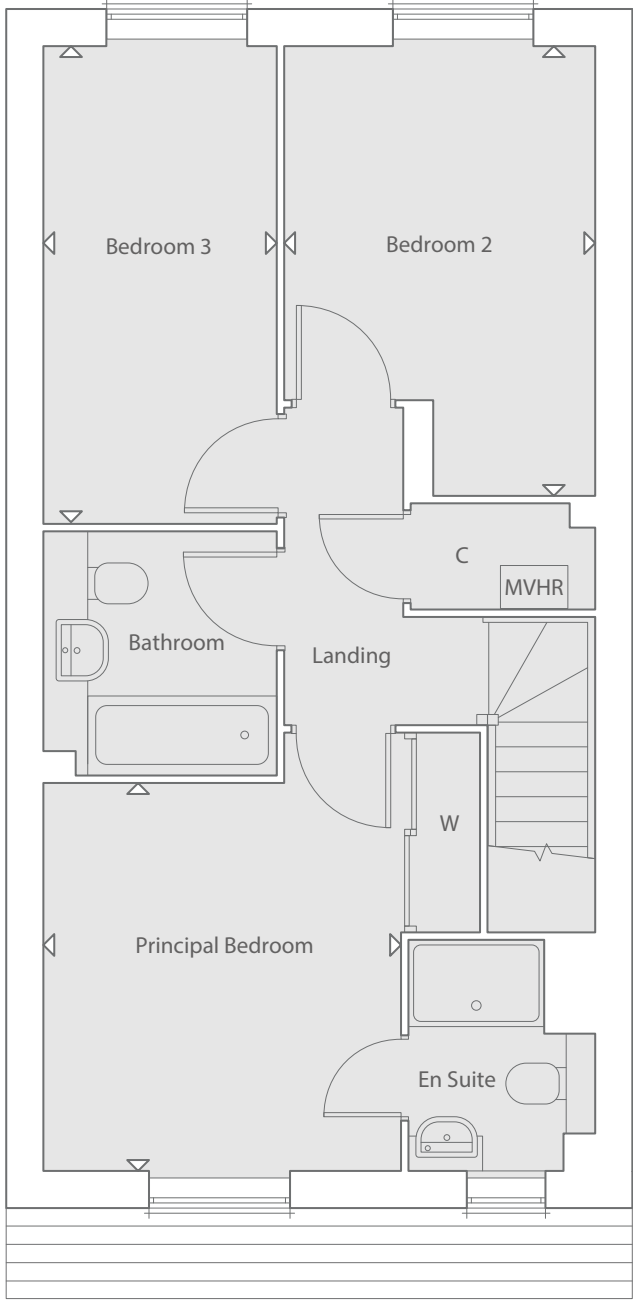 Bedroom 3
Bedroom 2
C
MVHR
Bathroom
Landing
W
Principal Bedroom
En Suite